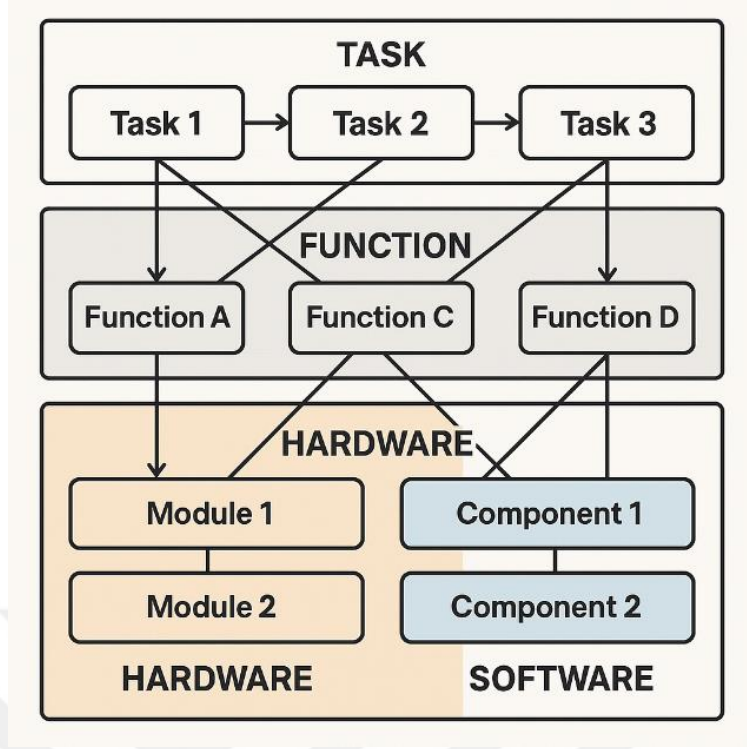 TASK
Task 1
Task 2
Task 3
FUNCTION
Function A
Function C
Function D
HARDWARE
Module 1
Component 1
Module 2
Component 2
HARDWARE
SOFTWARE